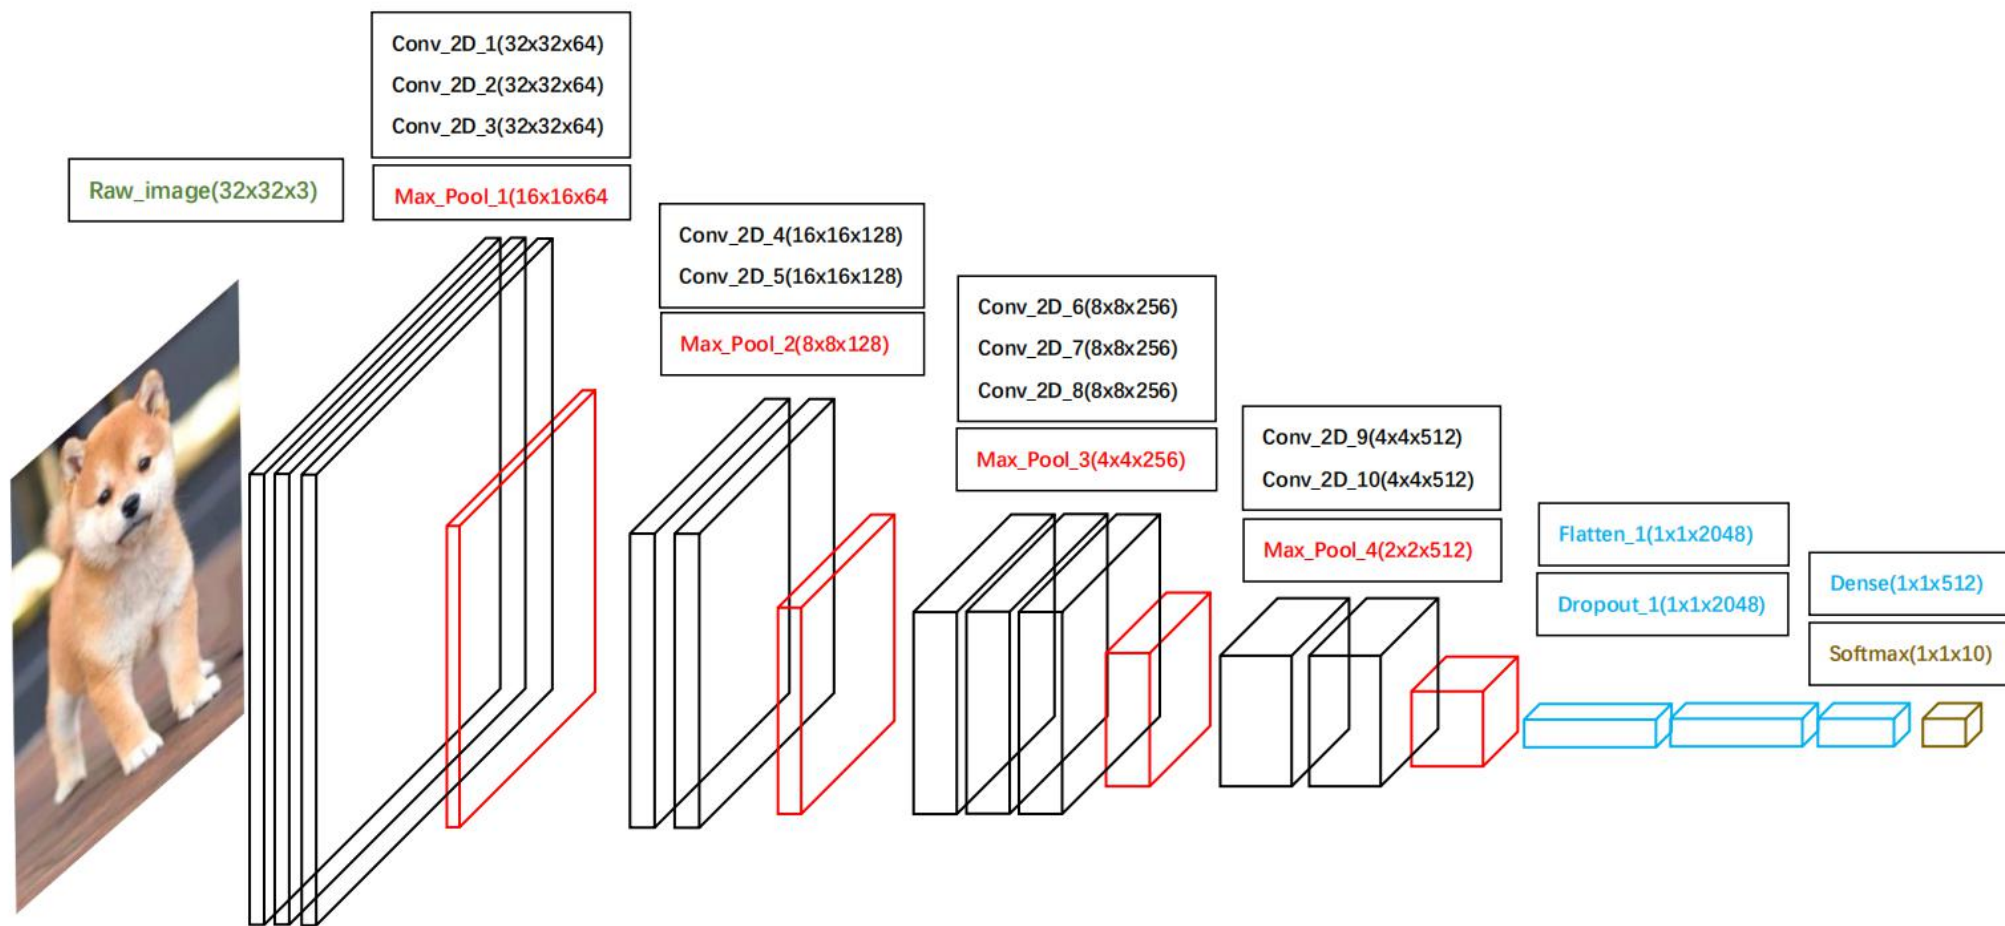 Raw_image(32x32x3)
Conv_2D_1(32x32x64)
Conv_2D_2(32x32x64)
Conv_2D_3(32x32x64)
Max_Pool_1(16x16x64
Conv_2D_4(16x16x128)
Conv_2D_5(16x16x128)
Max_Pool_2(8x8x128)
Conv_2D_6(8x8x256)
Conv_2D_7(8x8x256)
Conv_2D_8(8x8x256)
Max_Pool_3(4x4x256)
Conv_2D_9(4x4x512)
Conv_2D_10(4x4x512)
Max_Pool_4(2x2x512)
Flatten_1(1x1x2048)
Dropout_1(1x1x2048)
Dense(1x1x512)
Softmax(1x1x10)